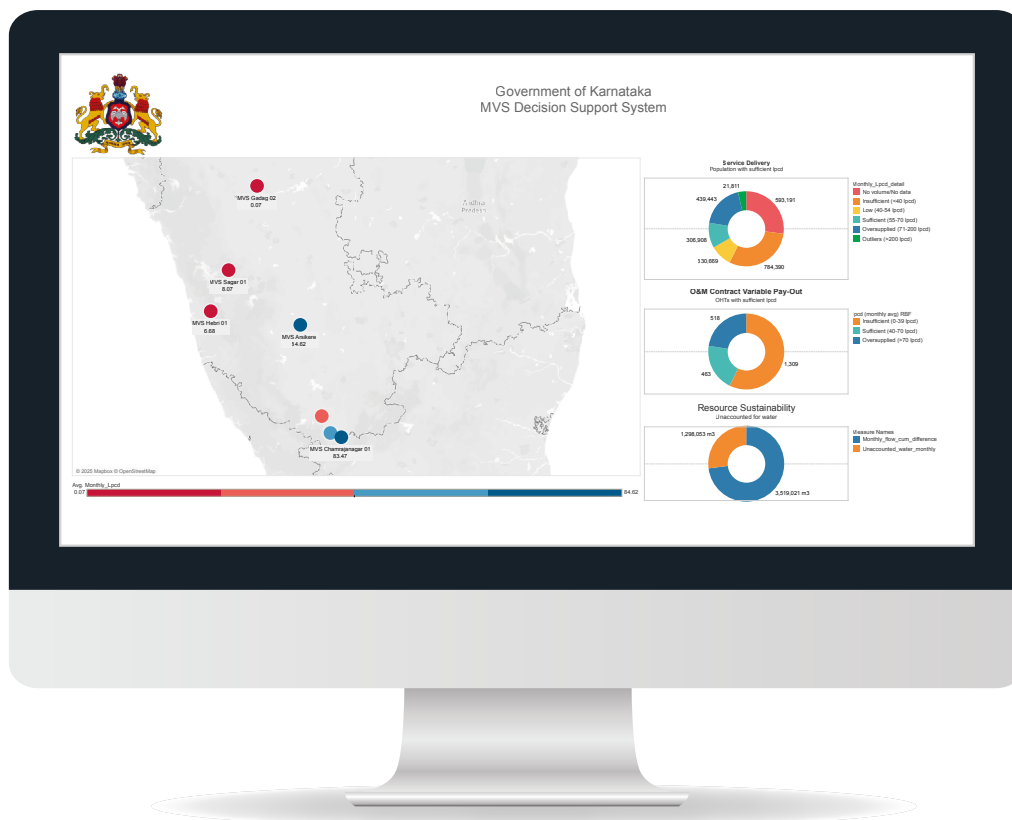 Government of Karnataka
MVS Decision Support System
MVS Gadag 02
0.07
Andhra
Pradesh
MVS Sagar 01
8.07
MVS Hebri 01
6.68
MVS Arsikere
84.62
MVS Chamrajanagar 01
83.47
© 2025 Mapbox © OpenStreetMap
Avg. Monthly_Lpcd
0.07
84.62
Service Delivery
Population with sufficient lpcd
21,811
439,443
593,191
306,908
130,669
784,390
Monthly_Lpcd_detail
No volume/No data
Insufficient (<40 lpcd)
Low (40-54 lpcd)
Sufficient (55-70 lpcd)
Oversupplied (71-200 lpcd)
Outliers (>200 lpcd)
O&M Contract Variable Pay-Out
OHTs with sufficient lpcd
518
463
1,309
lpcd (monthly avg) RBF
Insufficient (0-39 lpcd)
Sufficient (40-70 lpcd)
Oversupplied (>70 lpcd)
Resource Sustainability
Unaccounted for water
1,298,053 m3
3,519,021 m3
Measure Names
Monthly_flow_cum_difference
Unaccounted_water_monthly